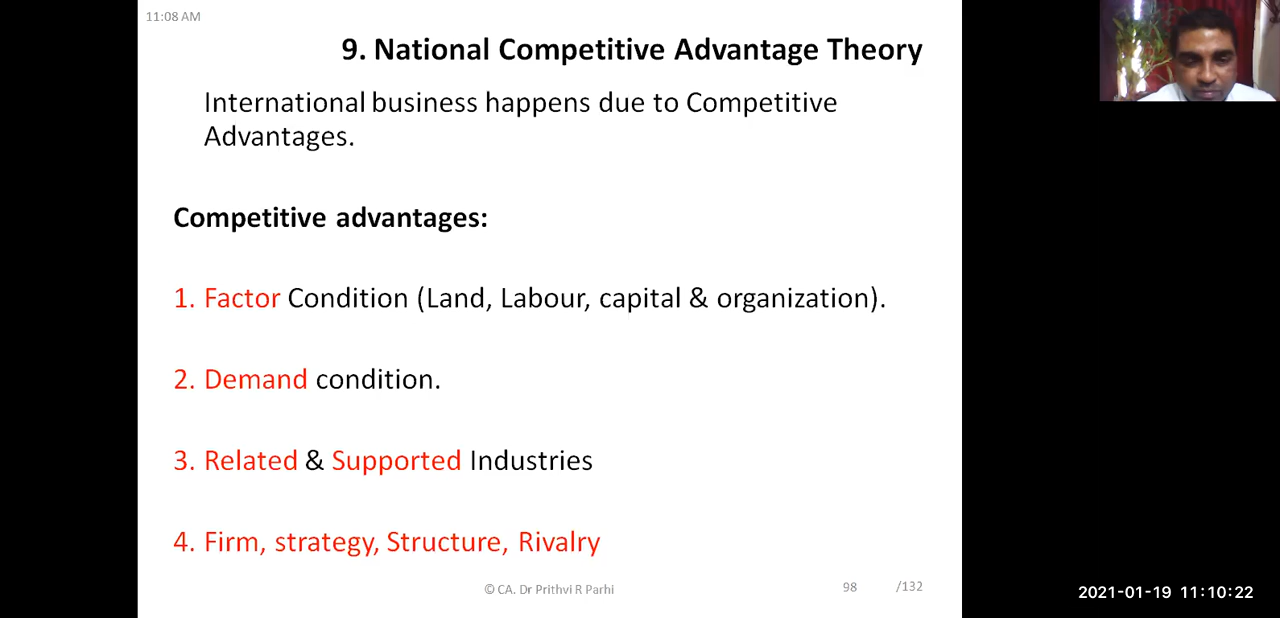 11:08 AM
9. National Competitive Advantage Theory
International business happens due to Competitive
Advantages.
Competitive advantages:
1. Factor Condition (Land, Labour, capital & organization).
2. Demand condition.
3. Related & Supported Industries
4. Firm, strategy, Structure, Rivalry
© CA. Dr Prithvi R Parhi
98 /132
2021-01-19 11:10:22